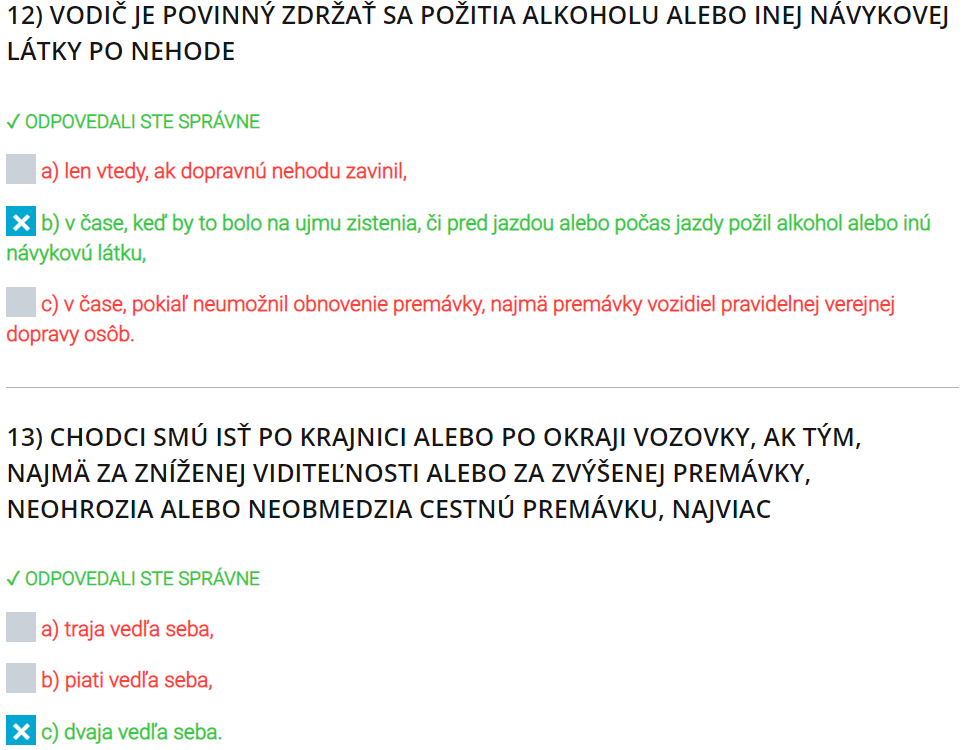 12) VODIČ JE POVINNÝ ZDRŽAŤ SA POŽITIA ALKOHOLU ALEBO INEJ NÁVYKOVEJ
LÁTKY PO NEHODE
✓ ODPOVEDALI STE SPRÁVNE
a) len vtedy, ak dopravnú nehodu zavinil,
b) v čase, keď by to bolo na ujmu zistenia, či pred jazdou alebo počas jazdy požil alkohol alebo inú
návykovú látku,
c) v čase, pokiaľ neumožnil obnovenie premávky, najmä premávky vozidiel pravidelnej verejnej
dopravy osôb.
13) CHODCI SMÚ ISŤ PO KRAJNICI ALEBO PO OKRAJI VOZOVKY, AK TÝM,
NAJMÄ ZA ZNÍŽENEJ VIDITEĽNOSTI ALEBO ZA ZVÝŠENEJ PREMÁVKY,
NEOHROZIA ALEBO NEOBMEDZIA CESTNÚ PREMÁVKU, NAJVIAC
✓ ODPOVEDALI STE SPRÁVNE
a) traja vedľa seba,
b) piati vedľa seba,
c) dvaja vedľa seba.